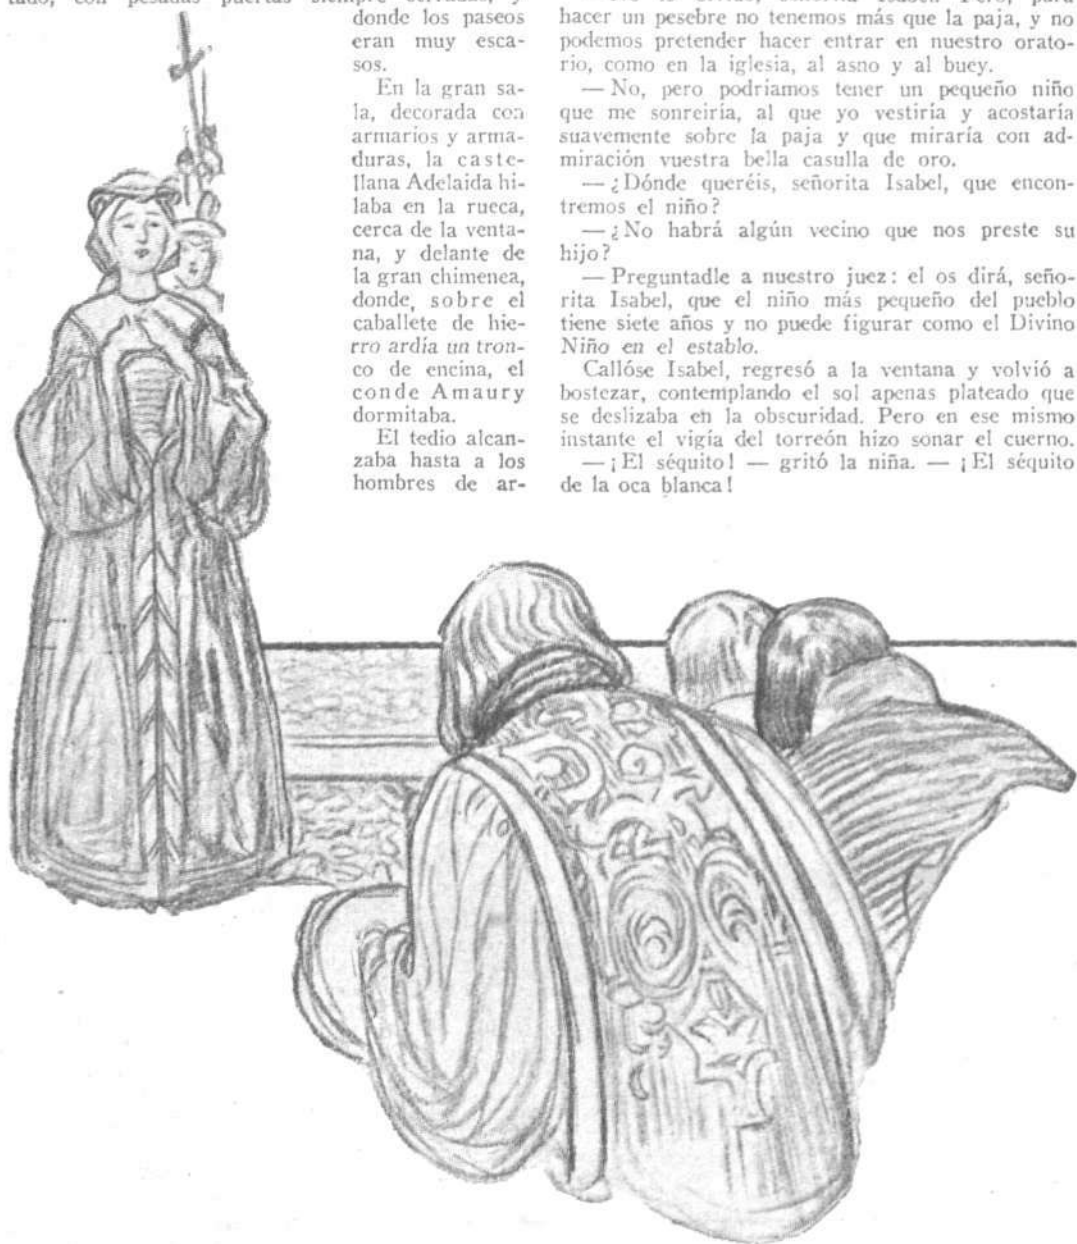 donde los paseos
eran muy esca-
sos.
En la gran sa-
la, decorada con
armarios y arma-
duras, la caste-
llana Adelaida hi-
laba en la rueca,
cerca de la venta-
na, y delante de
la gran chimenea,
donde, sobre el
caballete de hie-
rro ardía un tron-
co de encina, el
conde Amaury
dormitaba.
El tedio alcan-
zaba hasta a los
hombres de ar-
hacer un pesebre no tenemos más que la paja, y no
podemos pretender hacer entrar en nuestro orato-
rio, como en la iglesia, al asno y al buey.
— No, pero podríamos tener un pequeño niño
que me sonreiría, al que yo vestiría y acostaría
suavemente sobre la paja y que miraría con ad-
miración vuestra bella casulla de oro.
— ¿Dónde queréis, señorita Isabel, que encon-
tremos el niño?
— ¿No habrá algún vecino que nos preste su
hijo?
— Preguntadle a nuestro juez: el os dirá, seño-
rita Isabel, que el niño más pequeño del pueblo
tiene siete años y no puede figurar como el Divino
Niño en el establo.
Callóse Isabel, regresó a la ventana y volvió a
bostezar, contemplando el sol apenas plateado que
se deslizaba en la obscuridad. Pero en ese mismo
instante el vigía del torreón hizo sonar el cuerno.
— ¡El séquito! — gritó la niña. — ¡El séquito
de la oca blanca!